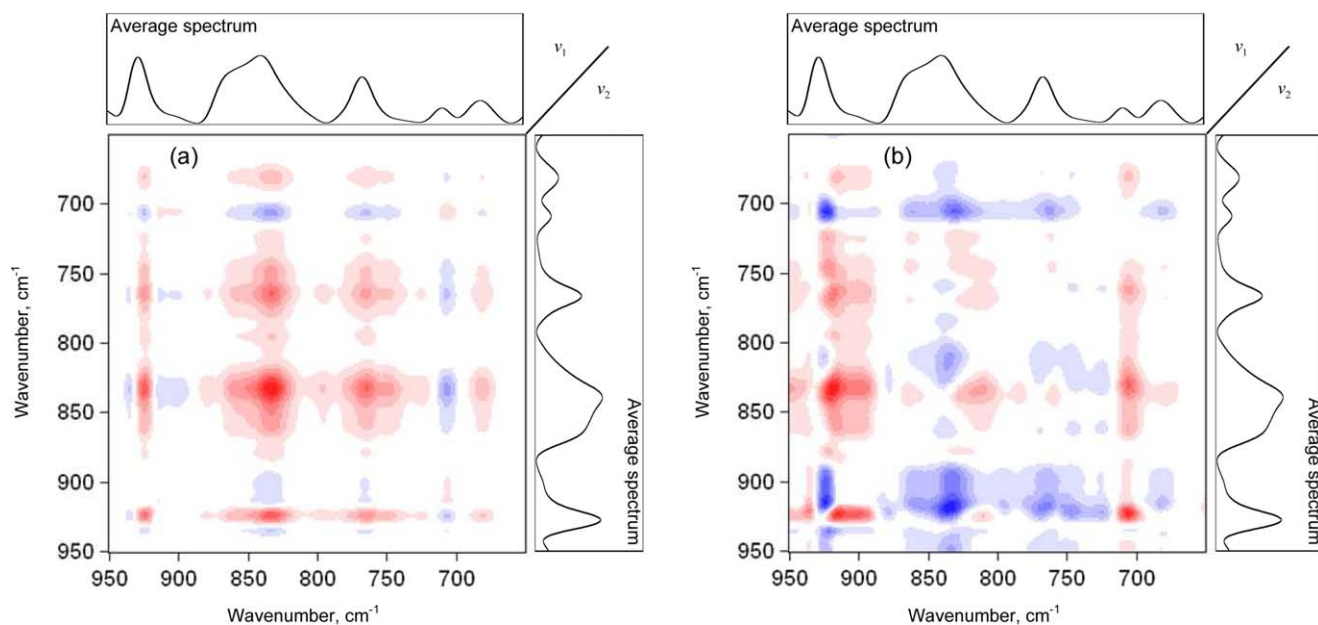 Average spectrum
v1
v2
(a)
700
750
800
850
900
950
Wavenumber, cm-1
950 900 850 800 750 700
Wavenumber, cm-1
Average spectrum
Average spectrum
v1
v2
(b)
700
750
800
850
900
950
Wavenumber, cm-1
950 900 850 800 750 700
Wavenumber, cm-1
Average spectrum